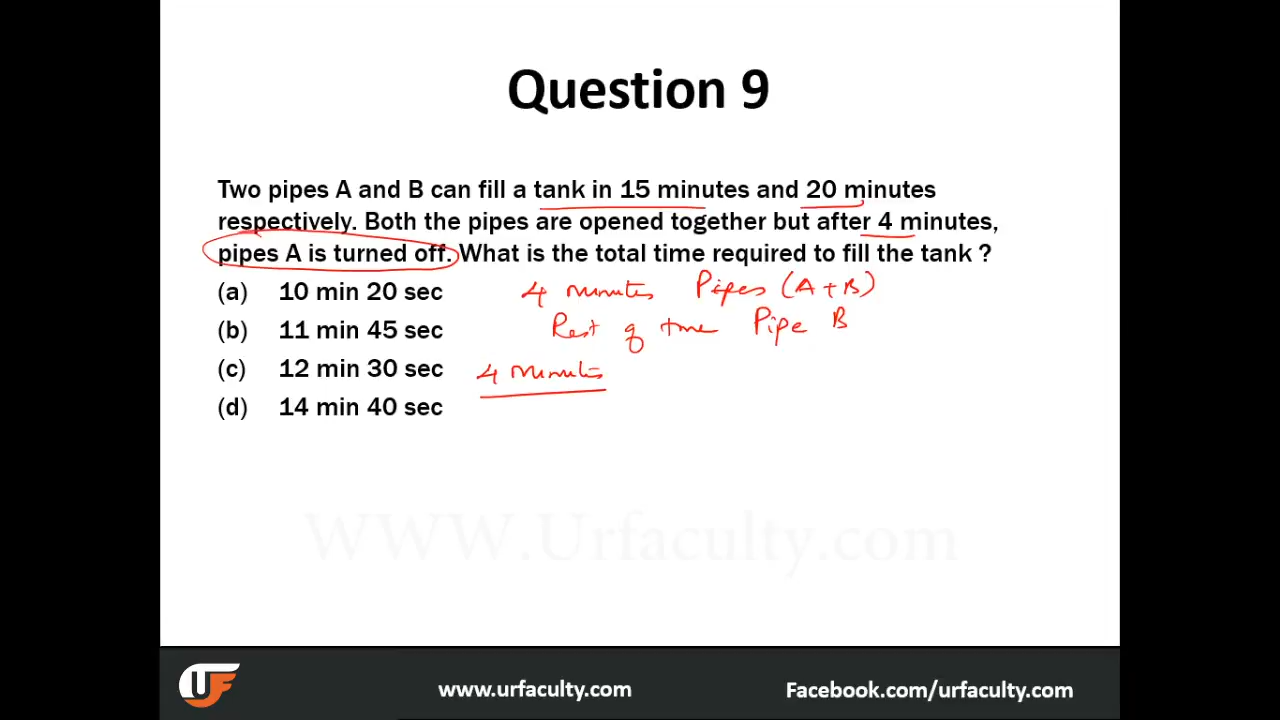 Question 9
Two pipes A and B can fill a tank in 15 minutes and 20 minutes
respectively. Both the pipes are opened together but after 4 minutes,
pipes A is turned off. What is the total time required to fill the tank ?
(a) 10 min 20 sec
4 minutes Pipes (A+B)
(b) 11 min 45 sec
Rest of time Pipe B
(c) 12 min 30 sec
4 minutes
(d) 14 min 40 sec
WWW.Urfaculty.com
UF
www.urfaculty.com
Facebook.com/urfaculty.com